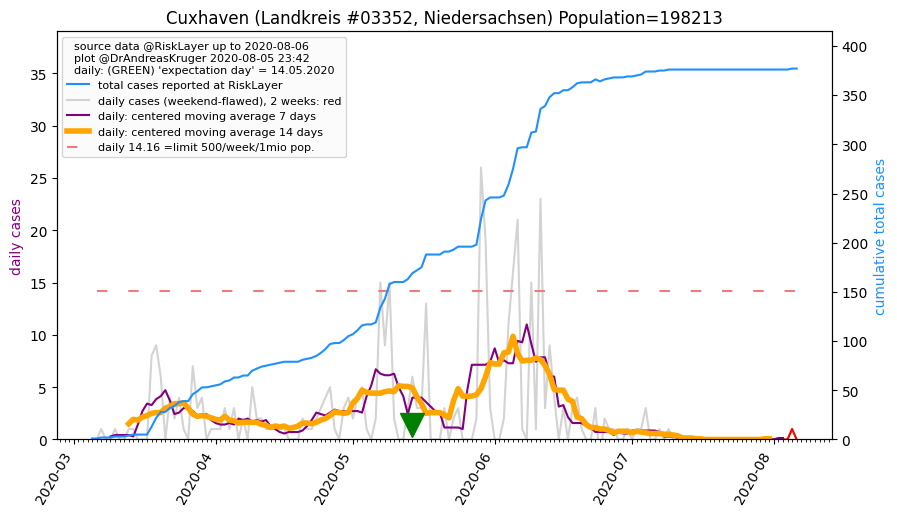 Cuxhaven (Landkreis #03352, Niedersachsen) Population=198213
source data @RiskLayer up to 2020-08-06
plot @DrAndreasKruger 2020-08-05 23:42
daily: (GREEN) 'expectation day' = 14.05.2020
total cases reported at RiskLayer
daily cases (weekend-flawed), 2 weeks: red
daily: centered moving average 7 days
daily: centered moving average 14 days
daily 14.16 =limit 500/week/1mio pop.
daily cases
35
30
25
20
15
10
5
0
cumulative total cases
400
350
300
250
200
150
100
50
0
2020-03
2020-04
2020-05
2020-06
2020-07
2020-08